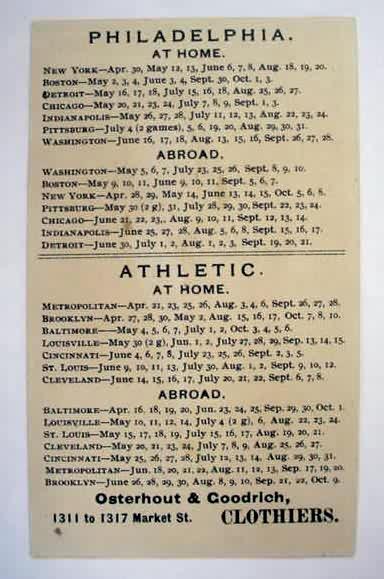 PHILADELPHIA.
AT HOME.
NEW YORK—Apr. 30, May 12, 13, June 6, 7, 8, Aug. 18, 19, 20.
BOSTON—May 2, 3, 4, June 3, 4, Sept. 30, Oct. 1, 3.
DETROIT—May 16, 17, 18, July 15, 16, 18, Aug. 25, 26, 27.
CHICAGO—May 20, 21, 23, 24, July 7, 8, 9, Sept. 1, 3.
INDIANAPOLIS—May 26, 27, 28, July 11, 12, 13, Aug. 22, 23, 24.
PITTSBURG—July 4 (2 games), 5, 6, 19, 20, Aug. 29, 30, 31.
WASHINGTON—June 16, 17, 18, Aug. 13, 15, 16, Sept. 26, 27, 28.
ABROAD.
WASHINGTON—May 5, 6, 7, July 23, 25, 26, Sept. 8, 9, 10.
BOSTON—May 9, 10, 11, June 9, 10, 11, Sept. 5, 6, 7.
NEW YORK—Apr. 28, 29, May 14, June 13, 14, 15, Oct. 5, 6, 8.
PITTSBURG—May 30 (2 g), 31, July 28, 29, 30, Sept. 22, 23, 24.
CHICAGO—June 21, 22, 23,, Aug. 9, 10, 11, Sept. 12, 13, 14.
INDIANAPOLIS—June 25, 27, 28, Aug. 5, 6, 8, Sept. 15, 16, 17.
DETROIT—June 30, July 1, 2, Aug. 1, 2, 3, Sept. 19, 20, 21.
ATHLETIC.
AT HOME.
METROPOLITAN—Apr. 21, 23, 25, 26, Aug. 3, 4, 6, Sept. 26, 27, 28.
BROOKLYN—Apr. 27, 28, 30, May 2, Aug. 15, 16, 17, Oct. 7, 8, 10.
BALTIMORE—May 4, 5, 6, 7, July 1, 2, Oct. 3, 4, 5, 6.
LOUISVILLE—May 30 (2 g), Jun. 1, 2, July 27, 28, 29, Sep. 13, 14, 15.
CINCINNATI—June 4, 6, 7, 8, July 23, 25, 26, Sept. 2, 3, 5.
ST. LOUIS—June 9, 10, 11, 13, July 30, Aug. 1, 2, Sept. 9, 10, 12.
CLEVELAND—June 14, 15, 16, 17, July 20, 21, 22, Sept. 6, 7, 8.
ABROAD.
BALTIMORE—Apr. 16, 18, 19, 20, Jun. 23, 24, 25, Sep. 29, 30, Oct. 1.
LOUISVILLE—May 10, 11, 12, 14, July 4 (2 g), 6, Aug. 22, 23, 24.
ST. LOUIS—May 15, 17, 18, 19, July 15, 16, 17, Aug. 19, 20, 21.
CLEVELAND—May 20, 21, 23, 24, July 7, 8, 9, Aug. 25, 26, 27.
CINCINNATI—May 25, 26, 27, 28, July 12, 13, 14, Aug. 29, 30, 31.
METROPOLITAN—Jun. 18, 20, 21, 22, Aug. 11, 12, 13, Sep. 17, 19, 20.
BROOKLYN—June 26, 28, 29, 30, Aug. 8, 9, 10, Sep. 21, 22, Oct. 9.
Osterhout & Goodrich,
1311 to 1317 Market St. CLOTHIERS.